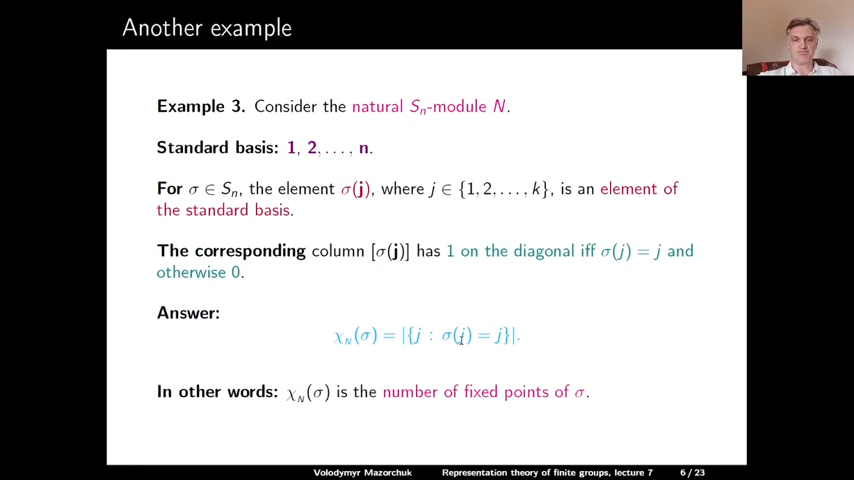 Another example
Example 3. Consider the natural Sₙ-module N.
Standard basis: 1, 2, . . . , n.
For σ ∈ Sₙ, the element σ(j), where j ∈ {1, 2, . . . , k}, is an element of
the standard basis.
The corresponding column [σ(j)] has 1 on the diagonal iff σ(j) = j and
otherwise 0.
Answer:
χ_N(σ) = |{j : σ(j) = j}|.
In other words: χ_N(σ) is the number of fixed points of σ.
Volodymyr Mazorchuk Representation theory of finite groups, lecture 7 6 / 23